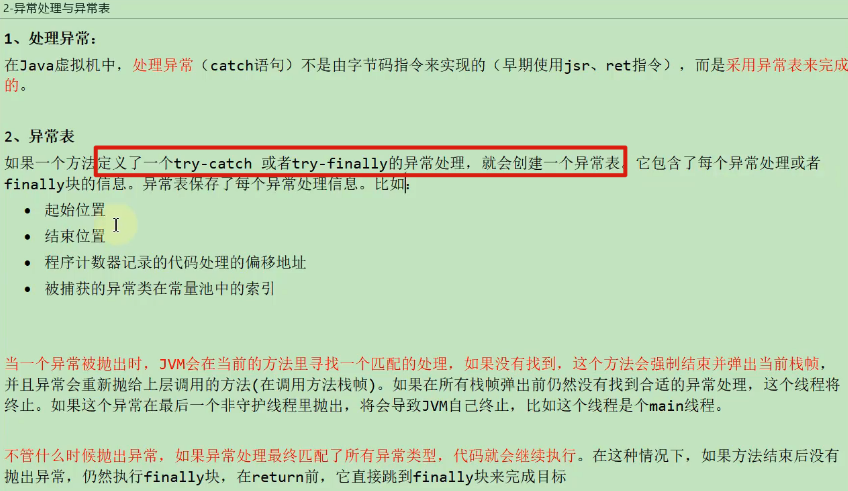 2-异常处理与异常表
1、处理异常：
在Java虚拟机中，处理异常（catch语句）不是由字节码指令来实现的（早期使用jsr、ret指令），而是采用异常表来完成
的。
2、异常表
如果一个方法定义了一个try-catch 或者try-finally的异常处理，就会创建一个异常表。它包含了每个异常处理或者
finally块的信息。异常表保存了每个异常处理信息。比如：
• 起始位置
• 结束位置
• 程序计数器记录的代码处理的偏移地址
• 被捕获的异常类在常量池中的索引
当一个异常被抛出时，JVM会在当前的方法里寻找一个匹配的处理，如果没有找到，这个方法会强制结束并弹出当前栈帧，
并且异常会重新抛给上层调用的方法(在调用方法栈帧)。如果在所有栈帧弹出前仍然没有找到合适的异常处理，这个线程将
终止。如果这个异常在最后一个非守护线程里抛出，将会导致JVM自己终止，比如这个线程是个main线程。
不管什么时候抛出异常，如果异常处理最终匹配了所有异常类型，代码就会继续执行。在这种情况下，如果方法结束后没有
抛出异常，仍然执行finally块，在return前，它直接跳到finally块来完成目标